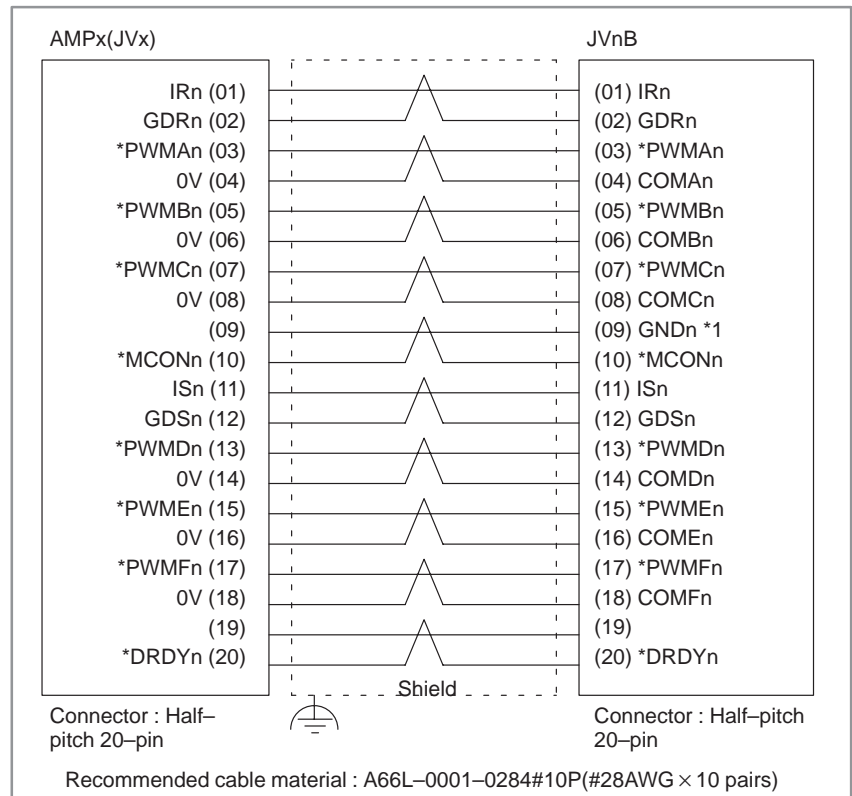 AMPx(JVx) JVnB
IRn (01) (01) IRn
GDRn (02) (02) GDRn
*PWMAn (03) (03) *PWMAn
0V (04) (04) COMAn
*PWMBn (05) (05) *PWMBn
0V (06) (06) COMBn
*PWMCn (07) (07) *PWMCn
0V (08) (08) COMCn
(09) (09) GNDn *1
*MCONn (10) (10) *MCONn
ISn (11) (11) ISn
GDSn (12) (12) GDSn
*PWMDn (13) (13) *PWMDn
0V (14) (14) COMDn
*PWMEn (15) (15) *PWMEn
0V (16) (16) COMEn
*PWMFn (17) (17) *PWMFn
0V (18) (18) COMFn
(19) (19)
*DRDYn (20) (20) *DRDYn
Shield
Connector : Half–
pitch 20–pin
Connector : Half–pitch
20–pin
Recommended cable material : A66L–0001–0284#10P(#28AWG × 10 pairs)